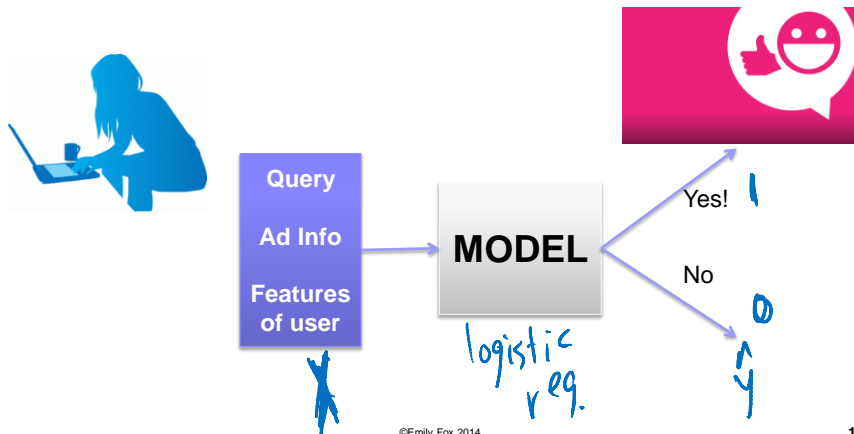 Query
Ad Info
Features
of user
MODEL
Yes! 1
No
0
logistic
reg.
X
ŷ
©Emily Fox 2014
1